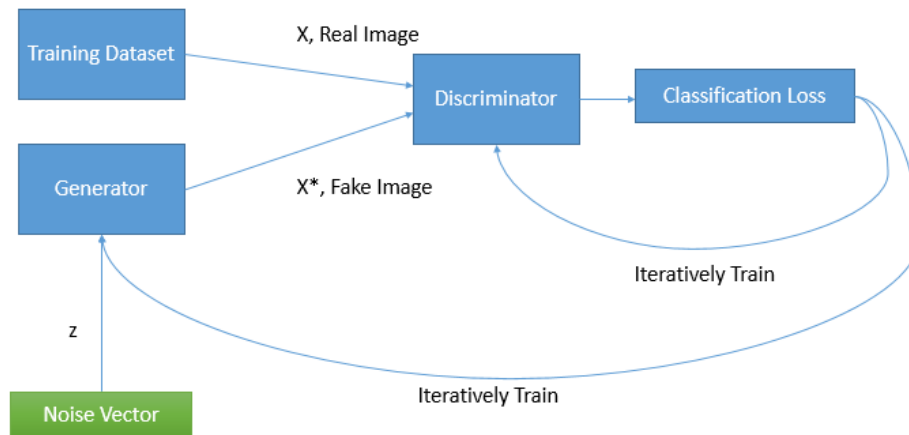 X, Real Image
Training Dataset
Discriminator
Classification Loss
Generator
X*, Fake Image
Iteratively Train
z
Iteratively Train
Noise Vector